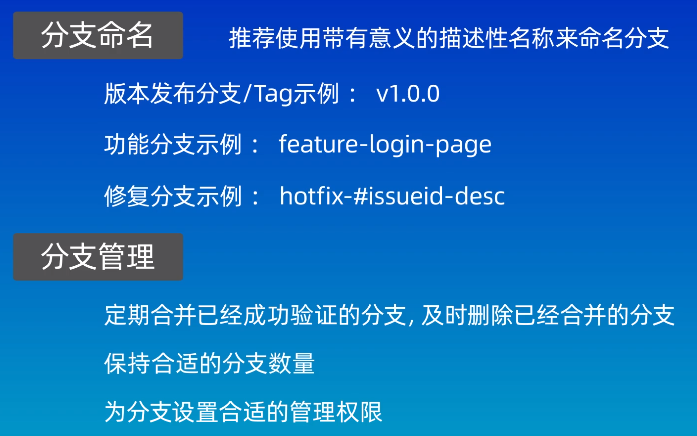 分支命名
推荐使用带有意义的描述性名称来命名分支
版本发布分支/Tag示例： v1.0.0
功能分支示例： feature-login-page
修复分支示例： hotfix-#issueid-desc
分支管理
定期合并已经成功验证的分支, 及时删除已经合并的分支
保持合适的分支数量
为分支设置合适的管理权限